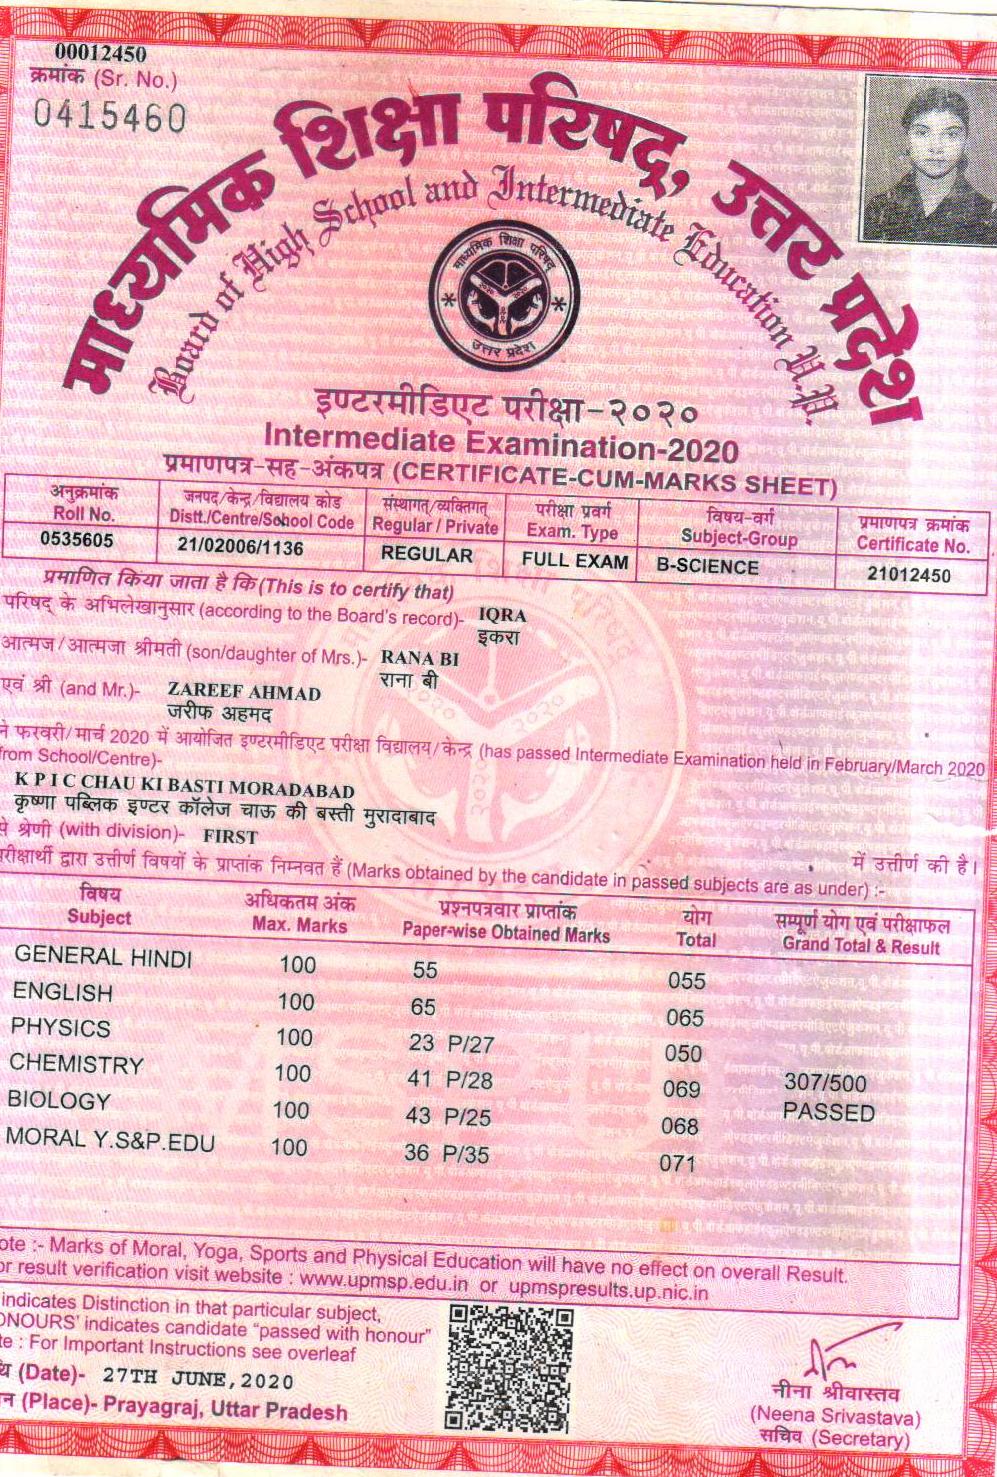 00012450
क्रमांक (Sr. No.)
0415460
माध्यमिक शिक्षा परिषद्, उत्तर प्रदेश
Board of High School and Intermediate Education U.P.
माध्यमिक शिक्षा परिषद्
उत्तर प्रदेश
इण्टरमीडिएट परीक्षा-२०२०
Intermediate Examination-2020
प्रमाणपत्र-सह-अंकपत्र (CERTIFICATE-CUM-MARKS SHEET)
अनुक्रमांक जनपद/केन्द्र/विद्यालय कोड संस्थागत्/व्यक्तिगत् परीक्षा प्रवर्ग विषय-वर्ग प्रमाणपत्र क्रमांक
Roll No. Distt./Centre/School Code Regular / Private Exam. Type Subject-Group Certificate No.
0535605 21/02006/1136 REGULAR FULL EXAM B-SCIENCE 21012450
प्रमाणित किया जाता है कि (This is to certify that)
परिषद् के अभिलेखानुसार (according to the Board's record)- IQRA
इकरा
आत्मज/आत्मजा श्रीमती (son/daughter of Mrs.)- RANA BI
राना बी
एवं श्री (and Mr.)- ZAREEF AHMAD
जरीफ अहमद
ने फरवरी/मार्च 2020 में आयोजित इण्टरमीडिएट परीक्षा विद्यालय/केन्द्र (has passed Intermediate Examination held in February/March 2020
from School/Centre)-
K P I C CHAU KI BASTI MORADABAD
कृष्णा पब्लिक इण्टर कॉलेज चाऊ की बस्ती मुरादाबाद
से श्रेणी (with division)- FIRST
में उत्तीर्ण की है।
परीक्षार्थी द्वारा उत्तीर्ण विषयों के प्राप्तांक निम्नवत हैं (Marks obtained by the candidate in passed subjects are as under) :-
विषय अधिकतम अंक प्रश्नपत्रवार प्राप्तांक योग सम्पूर्ण योग एवं परीक्षाफल
Subject Max. Marks Paper-wise Obtained Marks Total Grand Total & Result
GENERAL HINDI 100 55 055
ENGLISH 100 65 065
PHYSICS 100 23 P/27 050
CHEMISTRY 100 41 P/28 069 307/500
BIOLOGY 100 43 P/25 068 PASSED
MORAL Y.S&P.EDU 100 36 P/35 071
ote :- Marks of Moral, Yoga, Sports and Physical Education will have no effect on overall Result.
or result verification visit website : www.upmsp.edu.in or upmspresults.up.nic.in
indicates Distinction in that particular subject,
ONOURS' indicates candidate "passed with honour"
te : For Important Instructions see overleaf
थि (Date)- 27TH JUNE,2020
न (Place)- Prayagraj, Uttar Pradesh
नीना श्रीवास्तव
(Neena Srivastava)
सचिव (Secretary)